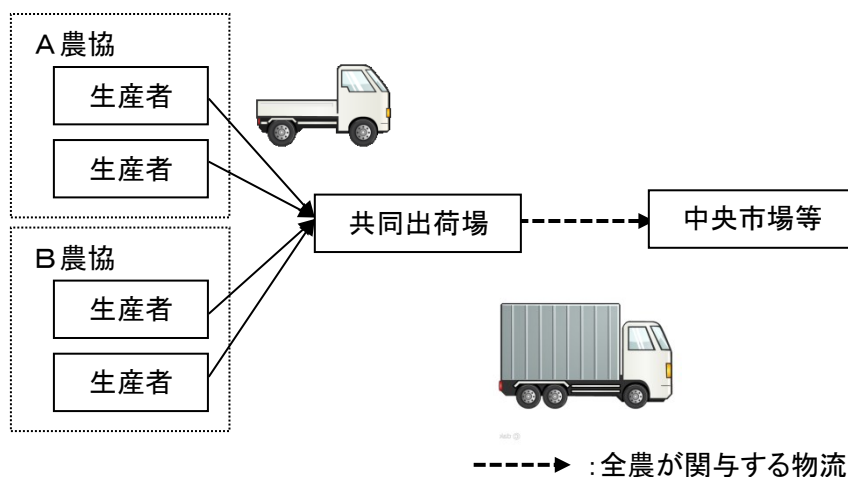 Ａ農協
生産者
生産者
共同出荷場
中央市場等
Ｂ農協
生産者
生産者
：全農が関与する物流